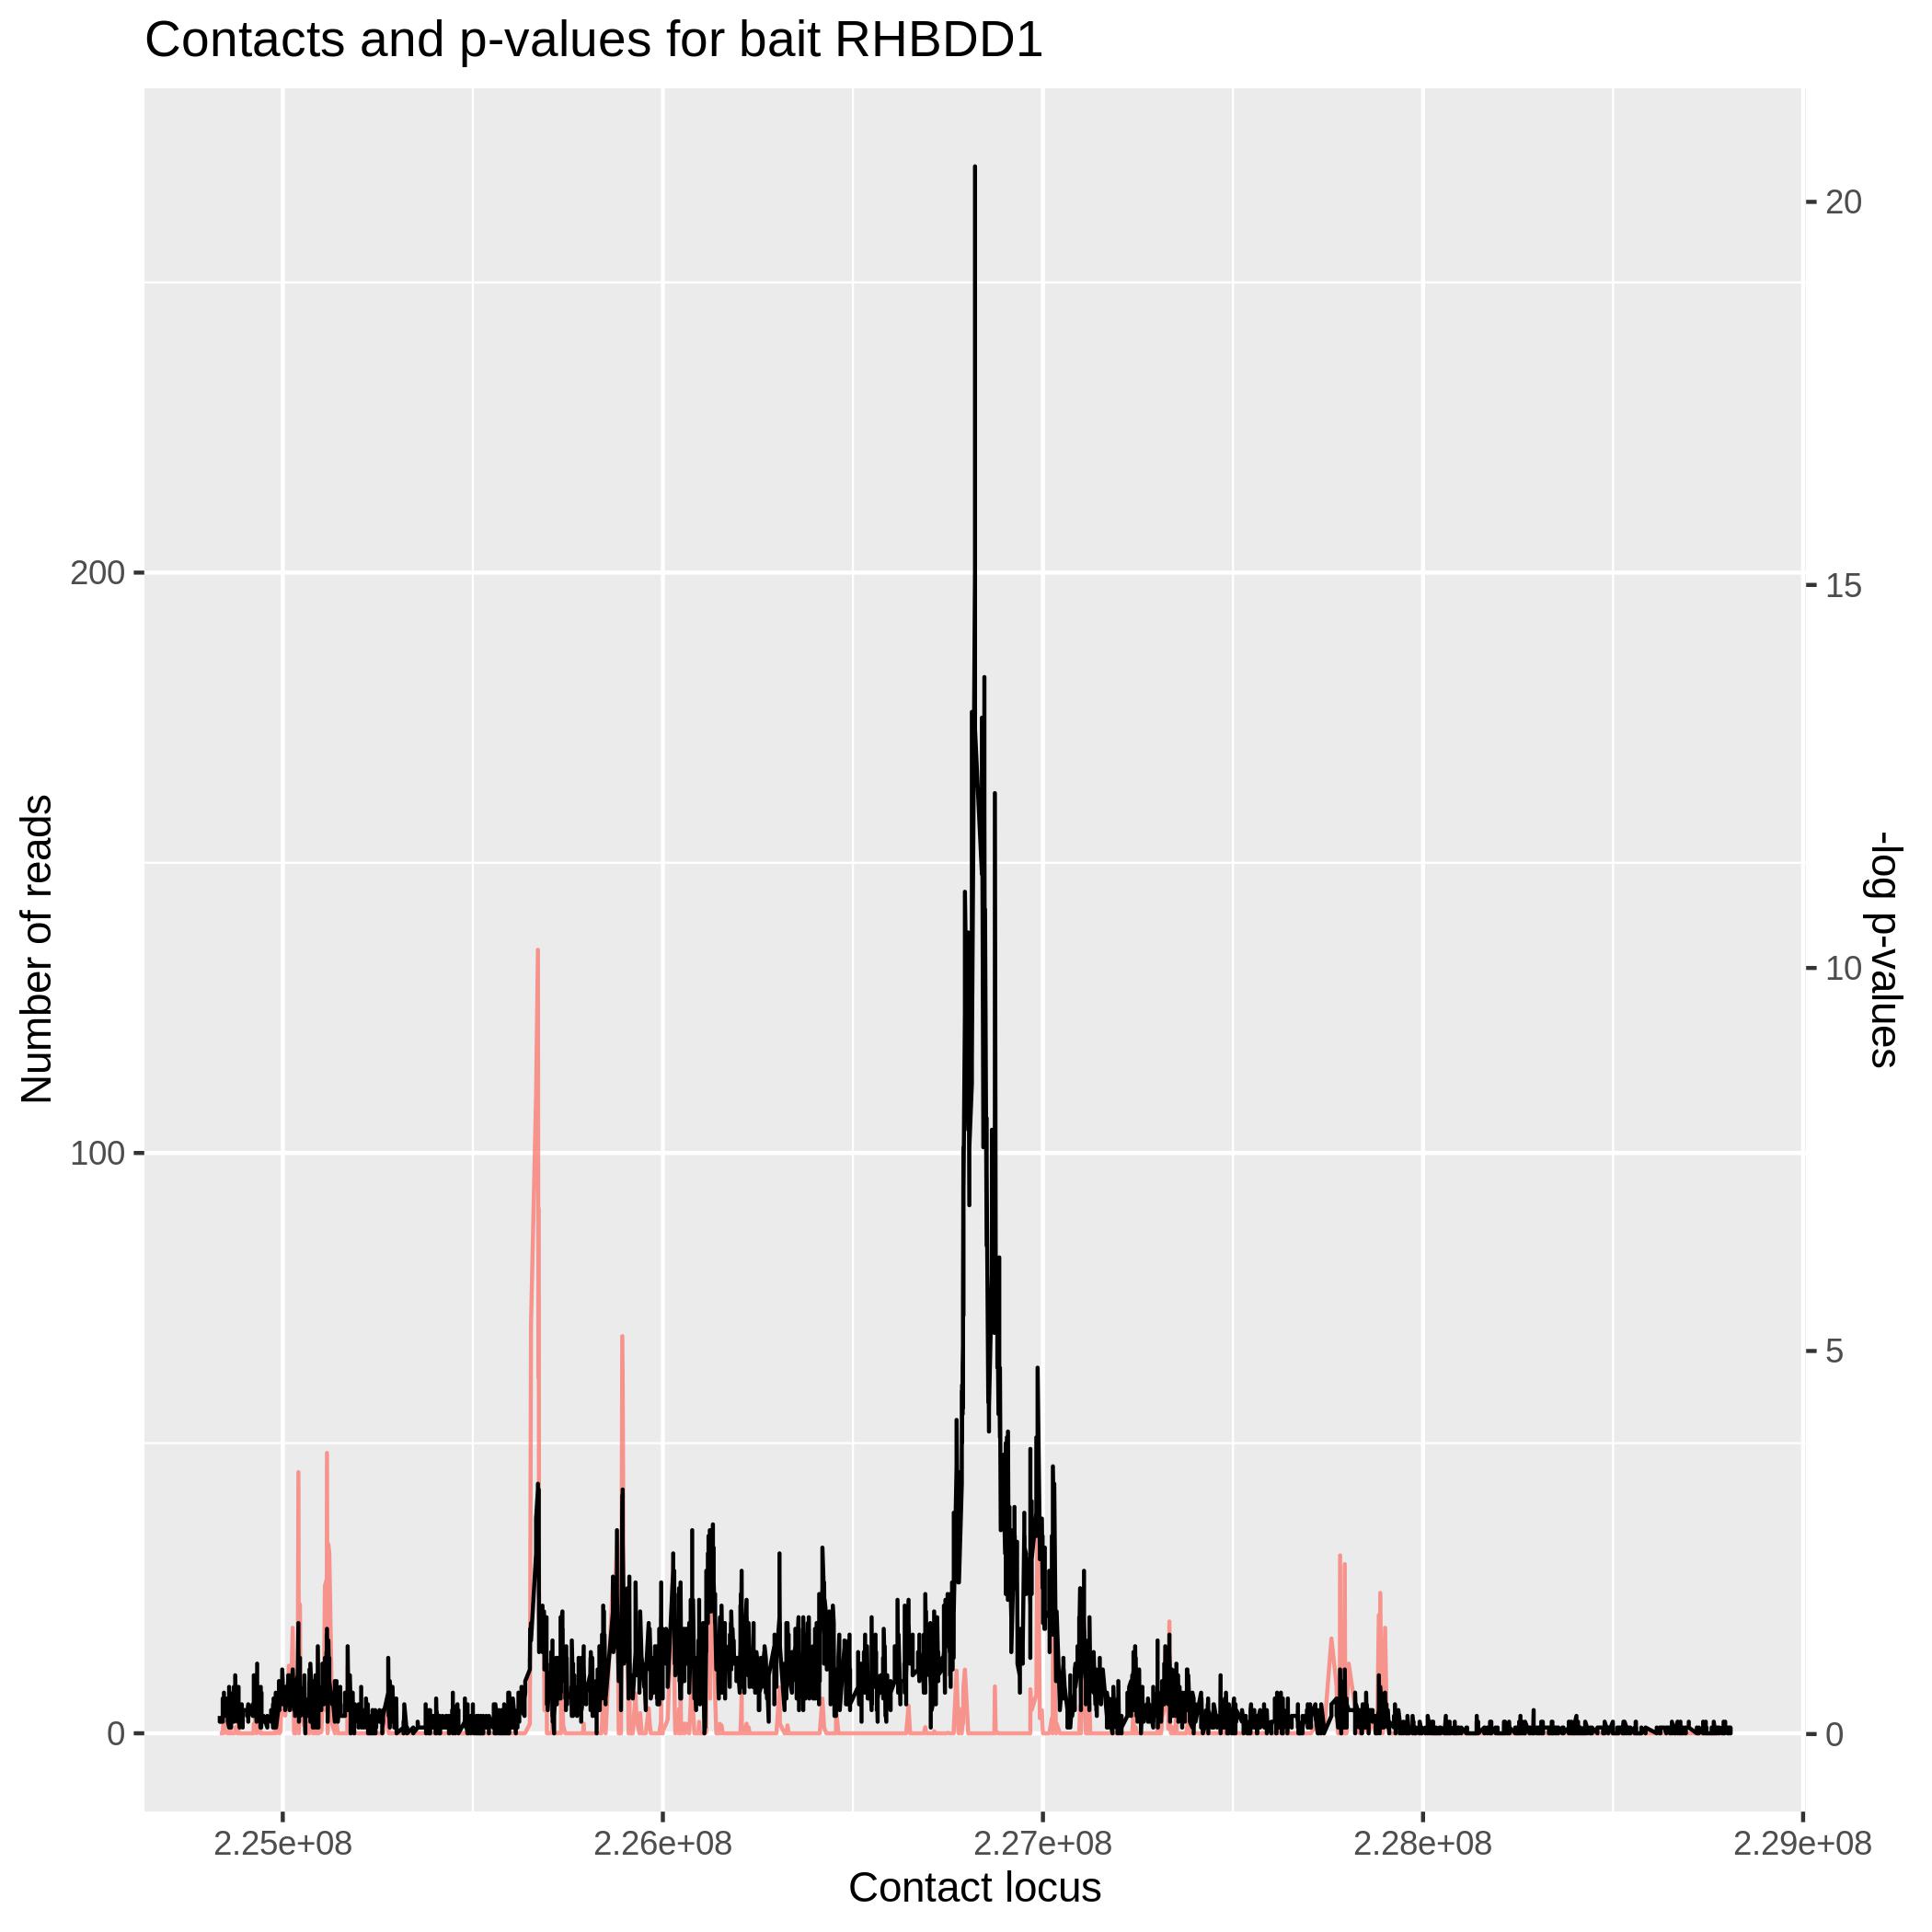 Contacts and p-values for bait RHBDD1
Number of reads
200
100
0
20
15
10
5
0
-log p-values
2.25e+08
2.26e+08
2.27e+08
2.28e+08
2.29e+08
Contact locus